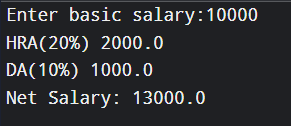 Enter basic salary:10000
HRA(20%) 2000.0
DA(10%) 1000.0
Net Salary: 13000.0